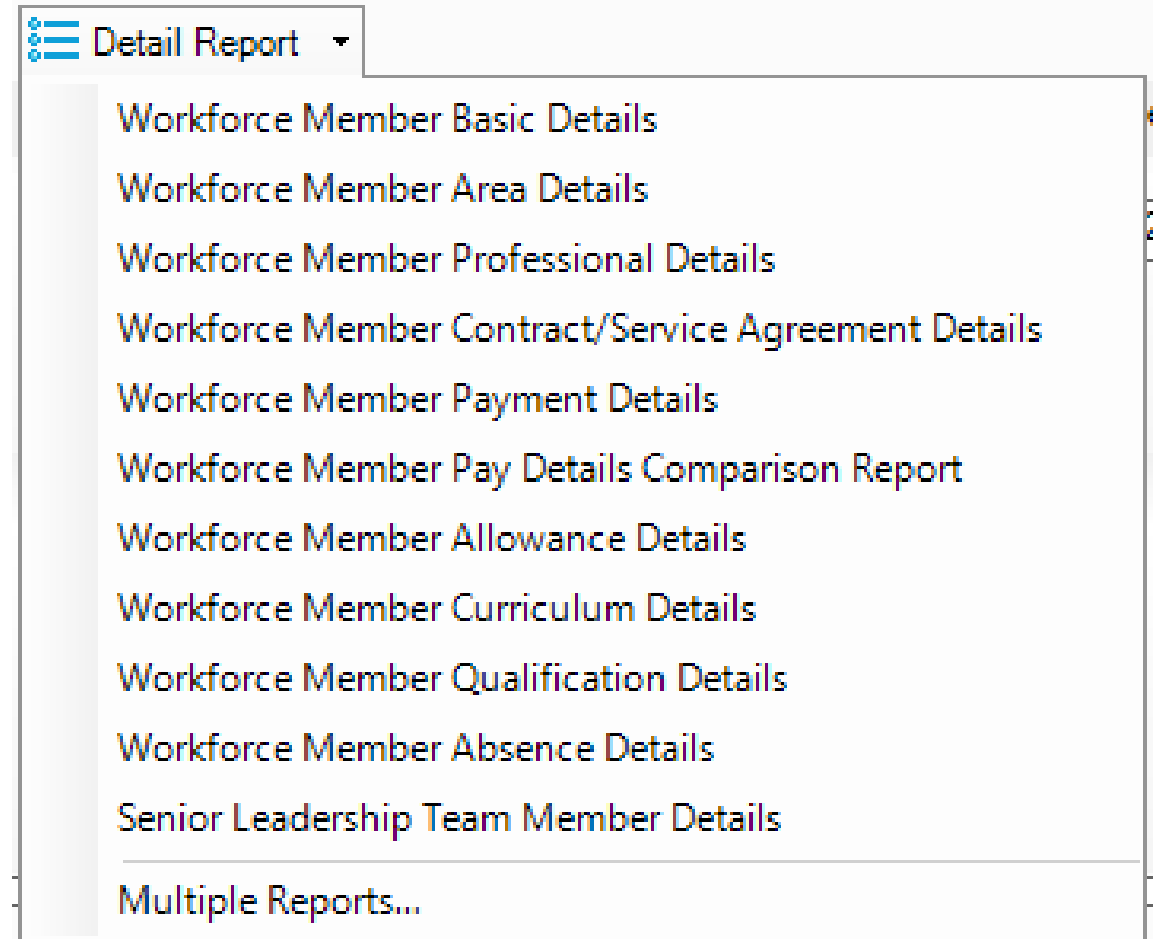 Detail Report
Workforce Member Basic Details
Workforce Member Area Details
Workforce Member Professional Details
Workforce Member Contract/Service Agreement Details
Workforce Member Payment Details
Workforce Member Pay Details Comparison Report
Workforce Member Allowance Details
Workforce Member Curriculum Details
Workforce Member Qualification Details
Workforce Member Absence Details
Senior Leadership Team Member Details
Multiple Reports...